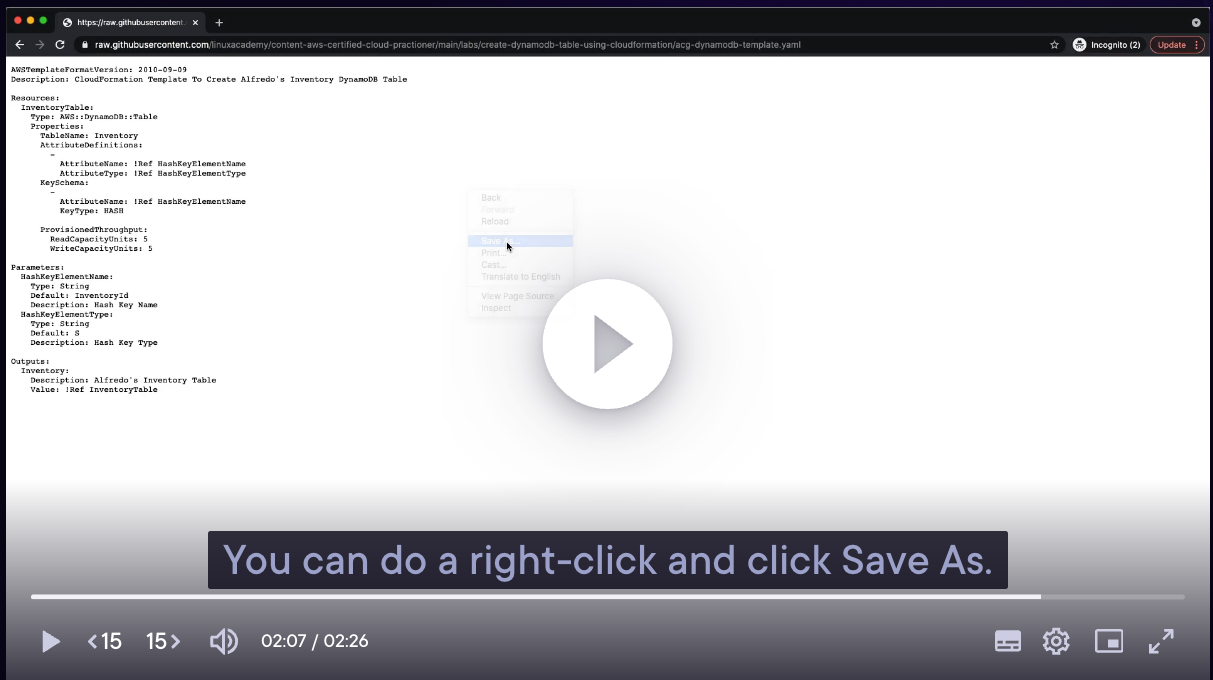 https://raw.githubusercontent.
raw.githubusercontent.com/linuxacademy/content-aws-certified-cloud-practioner/main/labs/create-dynamodb-table-using-cloudformation/acg-dynamodb-template.yaml
Incognito (2)
Update
AWSTemplateFormatVersion: 2010-09-09
Description: CloudFormation Template To Create Alfredo's Inventory DynamoDB Table
Resources:
InventoryTable:
Type: AWS::DynamoDB::Table
Properties:
TableName: Inventory
AttributeDefinitions:
-
AttributeName: !Ref HashKeyElementName
AttributeType: !Ref HashKeyElementType
KeySchema:
-
AttributeName: !Ref HashKeyElementName
KeyType: HASH
ProvisionedThroughput:
ReadCapacityUnits: 5
WriteCapacityUnits: 5
Parameters:
HashKeyElementName:
Type: String
Default: InventoryId
Description: Hash Key Name
HashKeyElementType:
Type: String
Default: S
Description: Hash Key Type
Outputs:
Inventory:
Description: Alfredo's Inventory Table
Value: !Ref InventoryTable
Back
Forward
Reload
Save As...
Print...
Cast...
Translate to English
View Page Source
Inspect
You can do a right-click and click Save As.
<15
15>
02:07 / 02:26